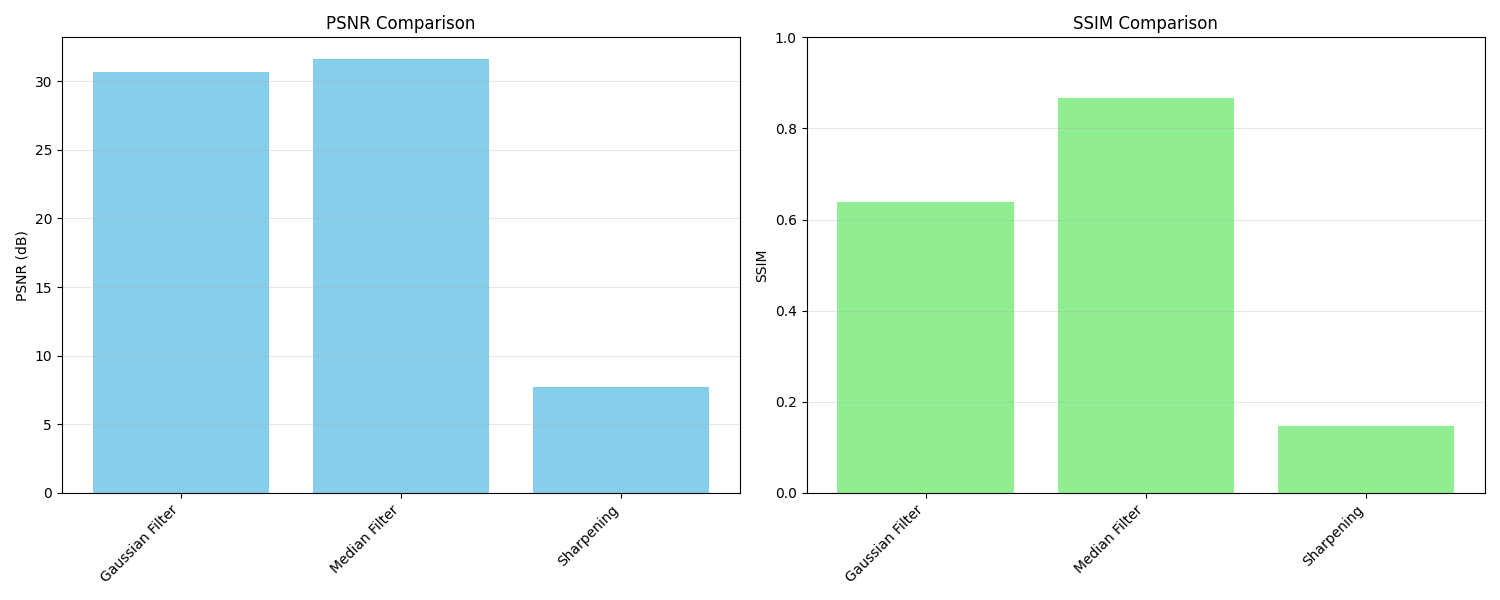 PSNR Comparison
PSNR (dB)
30
25
20
15
10
5
0
Gaussian Filter
Median Filter
Sharpening
SSIM Comparison
SSIM
1.0
0.8
0.6
0.4
0.2
0.0
Gaussian Filter
Median Filter
Sharpening